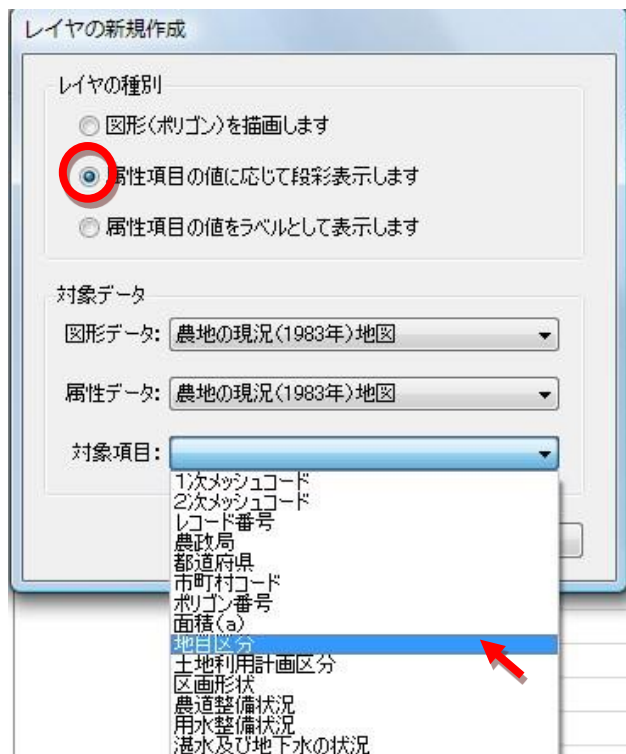 レイヤの新規作成
レイヤの種別
図形(ポリゴン)を描画します
属性項目の値に応じて段彩表示します
属性項目の値をラベルとして表示します
対象データ
図形データ: 農地の現況(1983年)地図
属性データ: 農地の現況(1983年)地図
対象項目:
1次メッシュコード
2次メッシュコード
レコード番号
農政局
都道府県
市町村コード
ポリゴン番号
面積(a)
地目区分
土地利用計画区分
区画形状
農道整備状況
用水整備状況
湛水及び地下水の状況